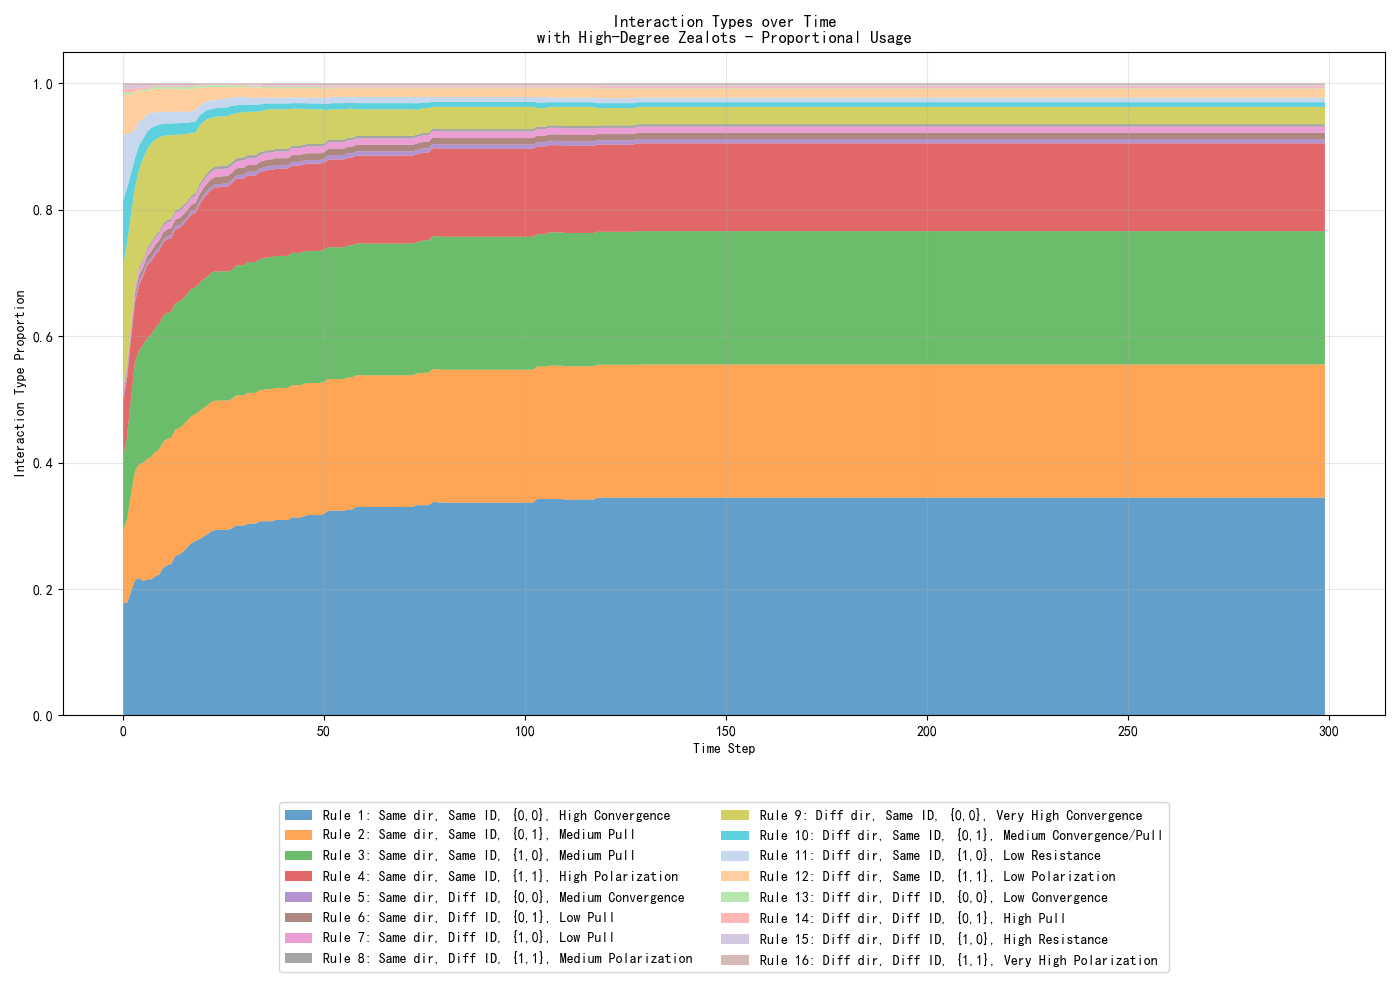 Interaction Types over Time
with High-Degree Zealots - Proportional Usage
Interaction Type Proportion
1.0
0.8
0.6
0.4
0.2
0.0
0
50
100
150
200
250
300
Time Step
Rule 1: Same dir, Same ID, {0,0}, High Convergence
Rule 2: Same dir, Same ID, {0,1}, Medium Pull
Rule 3: Same dir, Same ID, {1,0}, Medium Pull
Rule 4: Same dir, Same ID, {1,1}, High Polarization
Rule 5: Same dir, Diff ID, {0,0}, Medium Convergence
Rule 6: Same dir, Diff ID, {0,1}, Low Pull
Rule 7: Same dir, Diff ID, {1,0}, Low Pull
Rule 8: Same dir, Diff ID, {1,1}, Medium Polarization
Rule 9: Diff dir, Same ID, {0,0}, Very High Convergence
Rule 10: Diff dir, Same ID, {0,1}, Medium Convergence/Pull
Rule 11: Diff dir, Same ID, {1,0}, Low Resistance
Rule 12: Diff dir, Same ID, {1,1}, Low Polarization
Rule 13: Diff dir, Diff ID, {0,0}, Low Convergence
Rule 14: Diff dir, Diff ID, {0,1}, High Pull
Rule 15: Diff dir, Diff ID, {1,0}, High Resistance
Rule 16: Diff dir, Diff ID, {1,1}, Very High Polarization